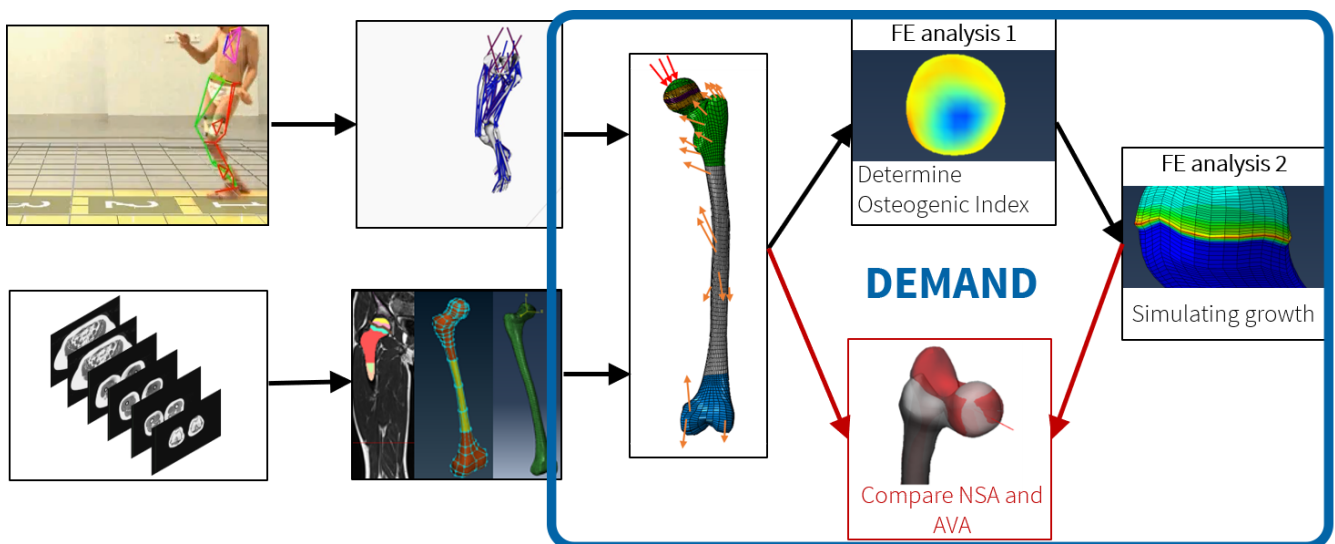 FE analysis 1
Determine
Osteogenic Index
FE analysis 2
Simulating growth
DEMAND
Compare NSA and
AVA